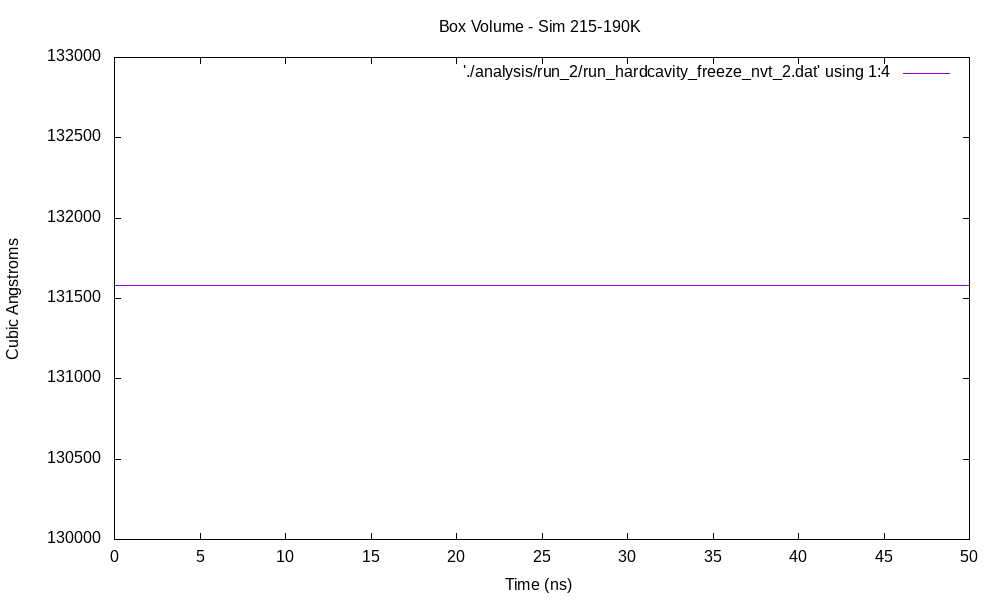 Box Volume - Sim 215-190K
'./analysis/run_2/run_hardcavity_freeze_nvt_2.dat' using 1:4
133000
132500
132000
131500
131000
130500
130000
Cubic Angstroms
0 5 10 15 20 25 30 35 40 45 50
Time (ns)